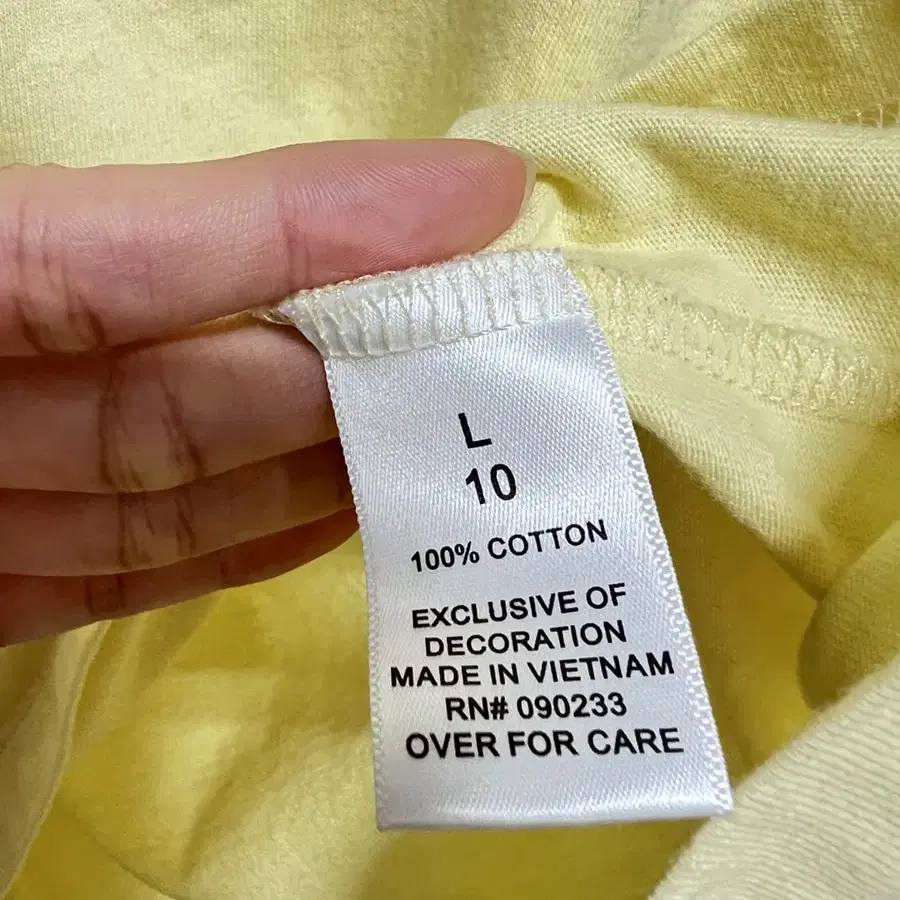 L
10
100% COTTON
EXCLUSIVE OF
DECORATION
MADE IN VIETNAM
RN# 090233
OVER FOR CARE